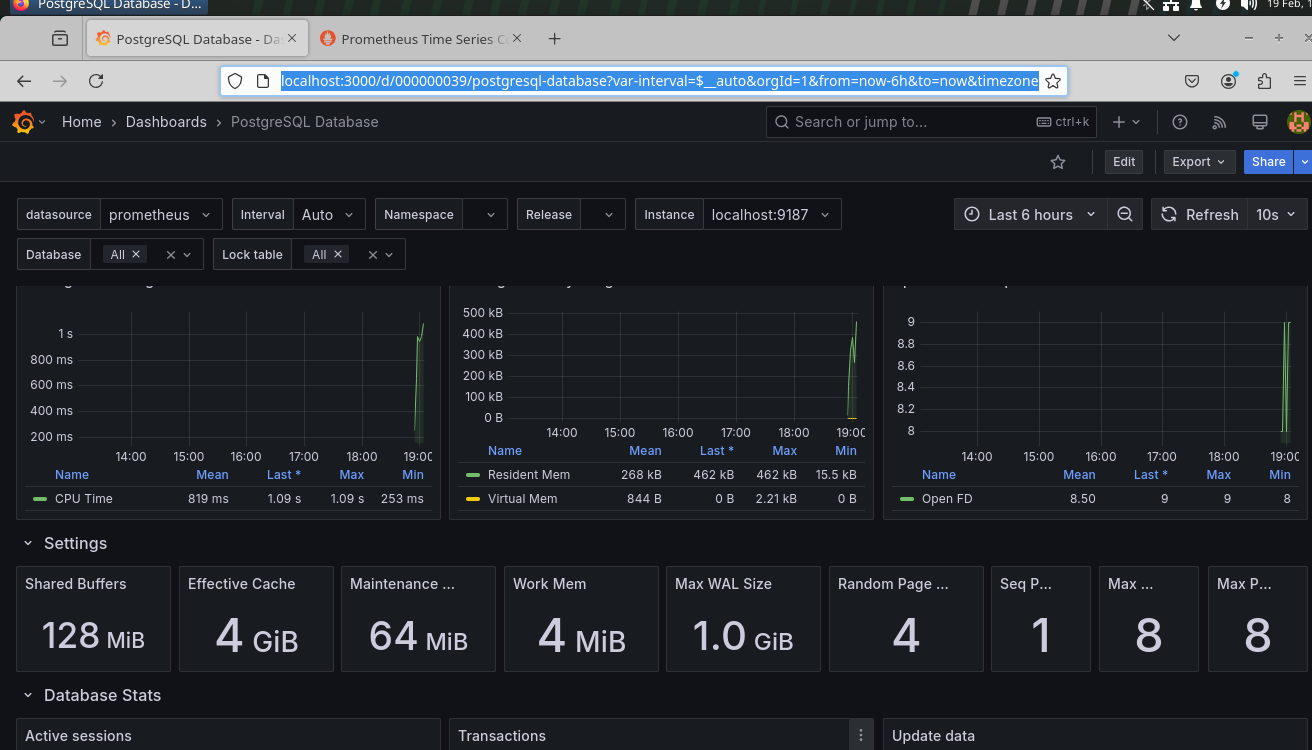 PostgreSQL Database - D...
19 Feb, 1
PostgreSQL Database - Da
Prometheus Time Series C
localhost:3000/d/000000039/postgresql-database?var-interval=$__auto&orgId=1&from=now-6h&to=now&timezone
Home › Dashboards › PostgreSQL Database
Search or jump to...
ctrl+k
Edit
Export
Share
datasource prometheus
Interval Auto
Namespace
Release
Instance localhost:9187
Last 6 hours
Refresh 10s
Database All
Lock table All
1 s
800 ms
600 ms
400 ms
200 ms
14:00 15:00 16:00 17:00 18:00 19:00
Name Mean Last * Max Min
CPU Time 819 ms 1.09 s 1.09 s 253 ms
500 kB
400 kB
300 kB
200 kB
100 kB
0 B
14:00 15:00 16:00 17:00 18:00 19:00
Name Mean Last * Max Min
Resident Mem 268 kB 462 kB 462 kB 15.5 kB
Virtual Mem 844 B 0 B 2.21 kB 0 B
9
8.8
8.6
8.4
8.2
8
14:00 15:00 16:00 17:00 18:00 19:00
Name Mean Last * Max Min
Open FD 8.50 9 9 8
Settings
Shared Buffers
128 MiB
Effective Cache
4 GiB
Maintenance ...
64 MiB
Work Mem
4 MiB
Max WAL Size
1.0 GiB
Random Page ...
4
Seq P...
1
Max ...
8
Max P...
8
Database Stats
Active sessions
Transactions
Update data